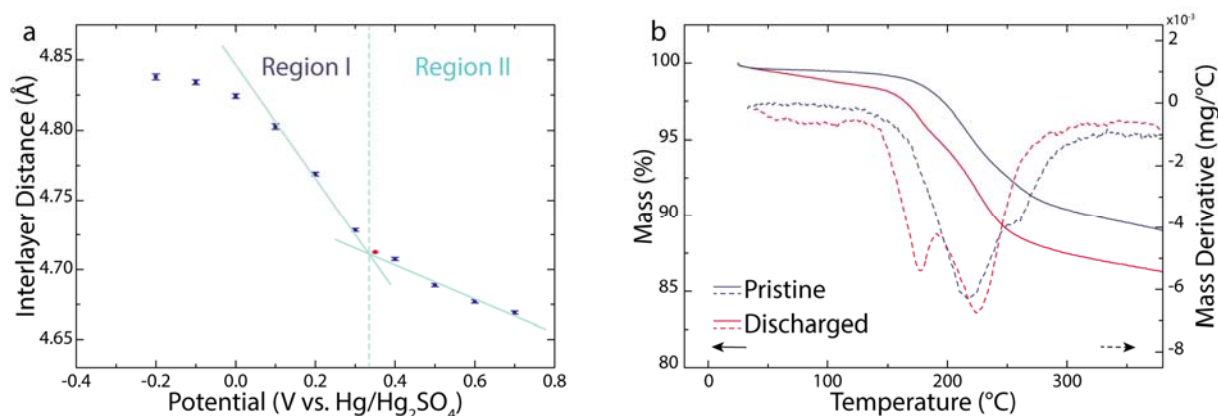 a
Region I
Region II
4.85
4.80
4.75
4.70
4.65
Interlayer Distance (Å)
-0.4
-0.2
0.0
0.2
0.4
0.6
0.8
Potential (V vs. Hg/Hg₂SO₄)
b
100
95
90
85
80
Mass (%)
Pristine
Discharged
0
100
200
300
Temperature (°C)
x10⁻³
2
0
-2
-4
-6
-8
Mass Derivative (mg/°C)